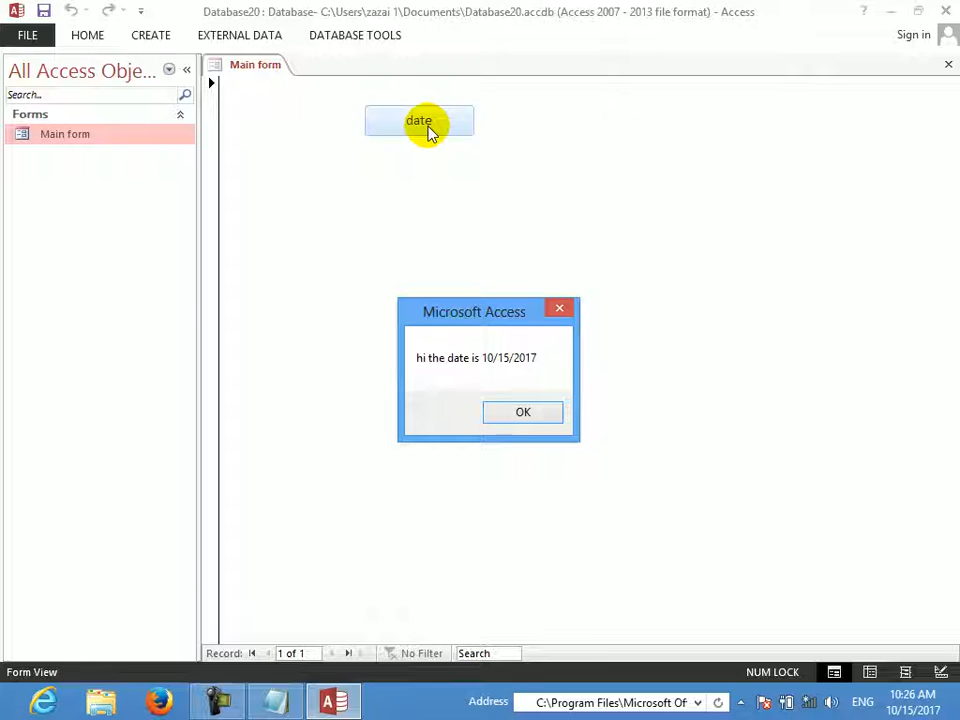 Database20 : Database- C:\Users\zazai 1\Documents\Database20.accdb (Access 2007 - 2013 file format) - Access
FILE HOME CREATE EXTERNAL DATA DATABASE TOOLS Sign in
All Access Obje... «
Main form
Search...
Forms
Main form
date
Microsoft Access
hi the date is 10/15/2017
OK
Record: 1 of 1 No Filter Search
Form View NUM LOCK
Address C:\Program Files\Microsoft Of ENG 10:26 AM
10/15/2017